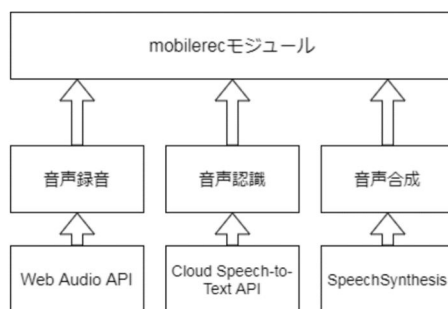 mobilerecモジュール
音声録音
音声認識
音声合成
Web Audio API
Cloud Speech-to-
Text API
SpeechSynthesis